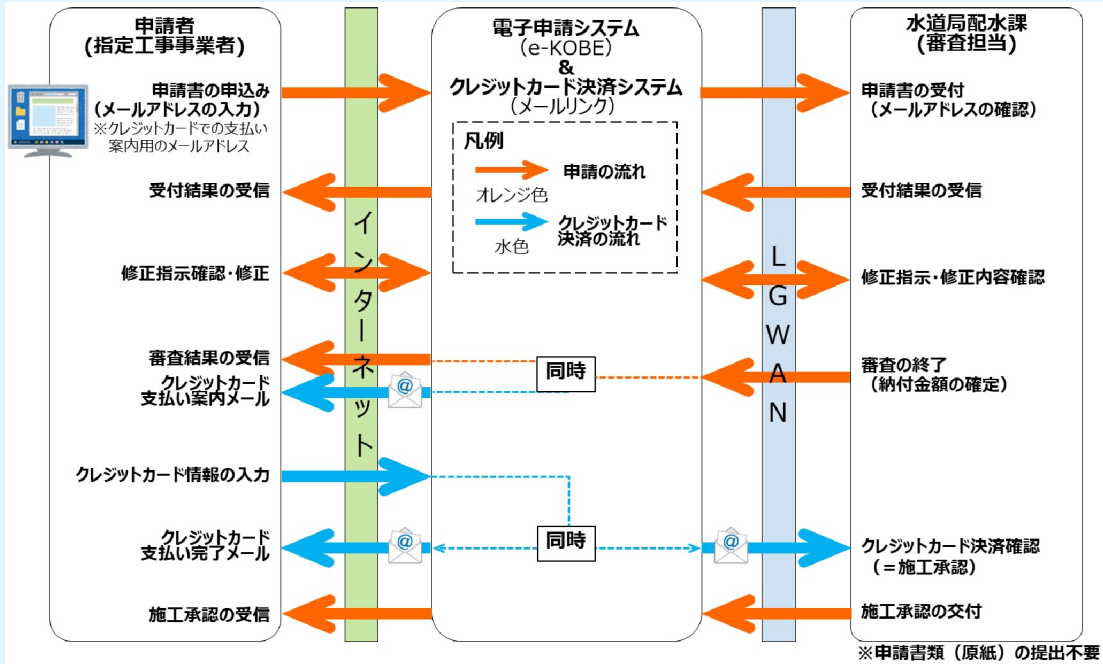 申請者
(指定工事事業者)
電子申請システム
（e-KOBE）
＆
クレジットカード決済システム
（メールリンク）
水道局配水課
（審査担当）
申請書の申込み
（メールアドレスの入力）
※クレジットカードでの支払い
案内用のメールアドレス
申請書の受付
（メールアドレスの確認）
凡例
申請の流れ
オレンジ色
クレジットカード
決済の流れ
水色
受付結果の受信
受付結果の受信
インターネット
LGWAN
修正指示確認・修正
修正指示・修正内容確認
審査結果の受信
クレジットカード
支払い案内メール
@
同時
審査の終了
（納付金額の確定）
クレジットカード情報の入力
クレジットカード
支払い完了メール
@
同時
@
クレジットカード決済確認
（＝施工承認）
施工承認の受信
施工承認の交付
※申請書類（原紙）の提出不要